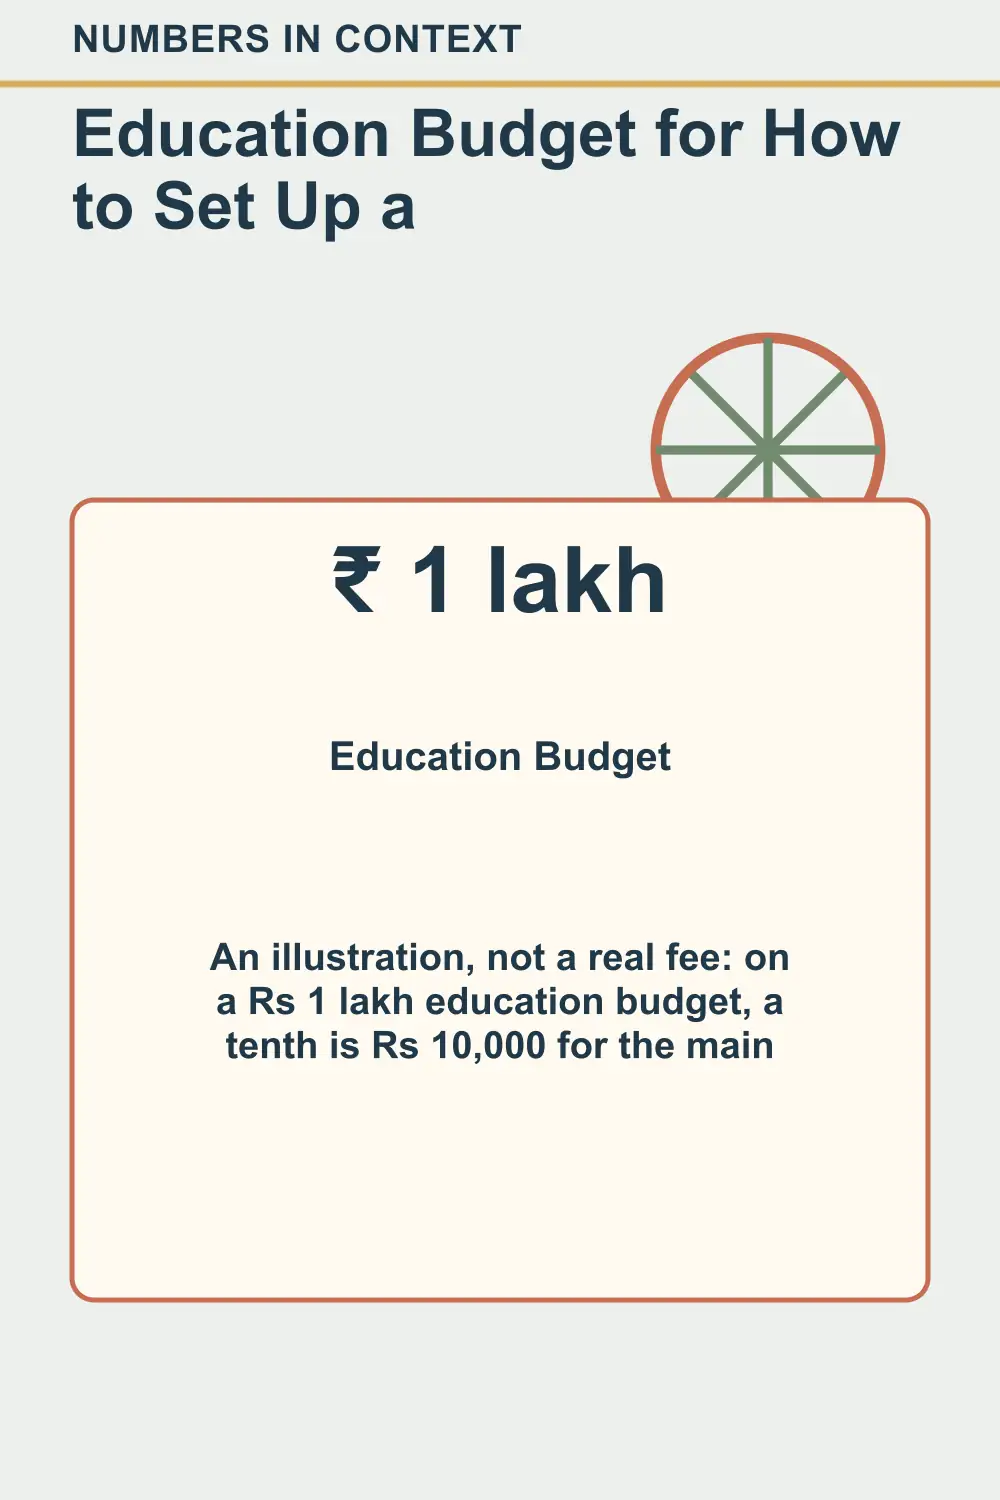 NUMBERS IN CONTEXT
Education Budget for How
to Set Up a
₹ 1 lakh
Education Budget
An illustration, not a real fee: on
a Rs 1 lakh education budget, a
tenth is Rs 10,000 for the main